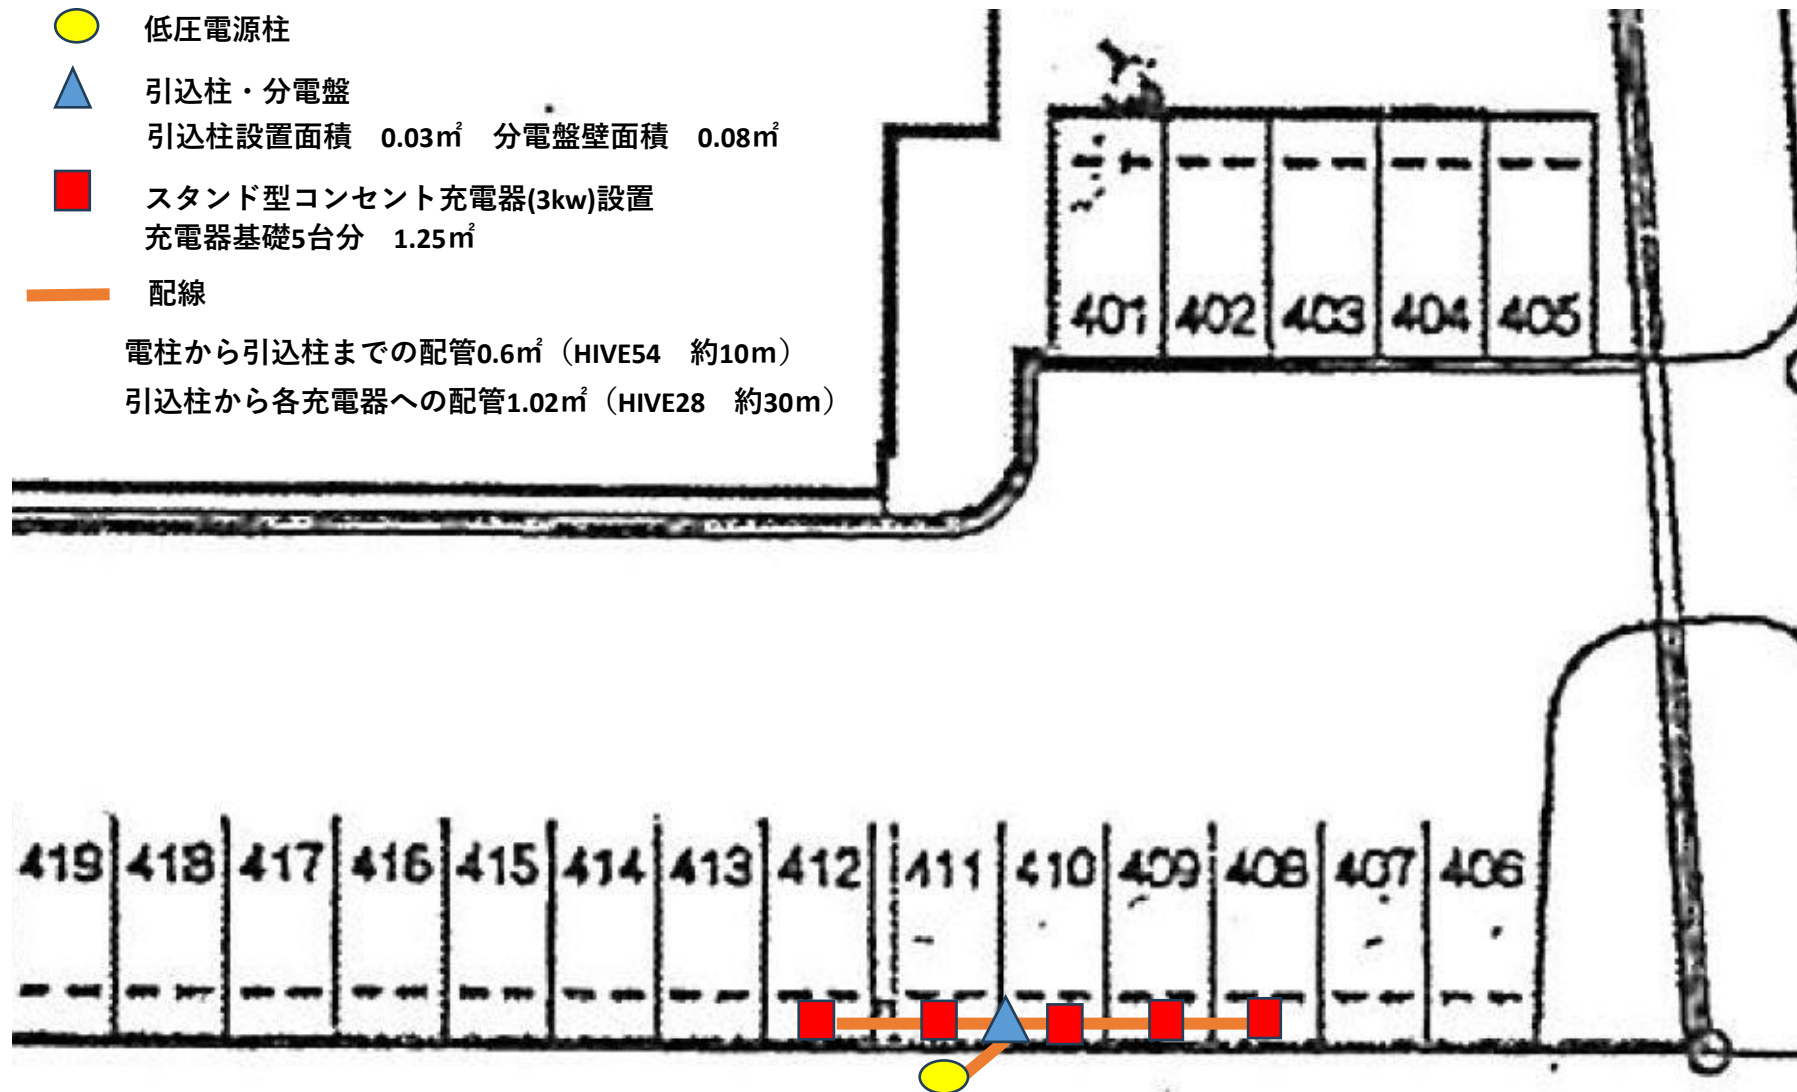 低圧電源柱
引込柱・分電盤
引込柱設置面積　0.03㎡　分電盤壁面積　0.08㎡
スタンド型コンセント充電器(3kw)設置
充電器基礎5台分　1.25㎡
配線
電柱から引込柱までの配管0.6㎡（HIVE54　約10m）
引込柱から各充電器への配管1.02㎡（HIVE28　約30m）
401 402 403 404 405
419 418 417 416 415 414 413 412 411 410 409 408 407 406